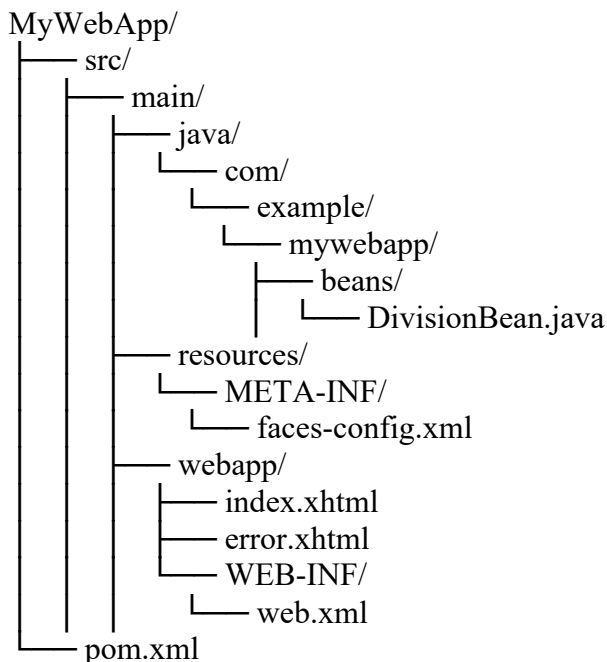 MyWebApp/
├── src/
│ ├── main/
│ │ ├── java/
│ │ │ └── com/
│ │ │ └── example/
│ │ │ └── mywebapp/
│ │ │ ├── beans/
│ │ │ │ └── DivisionBean.java
│ │ ├── resources/
│ │ │ └── META-INF/
│ │ │ └── faces-config.xml
│ │ ├── webapp/
│ │ │ ├── index.xhtml
│ │ │ ├── error.xhtml
│ │ │ └── WEB-INF/
│ │ │ └── web.xml
└── pom.xml